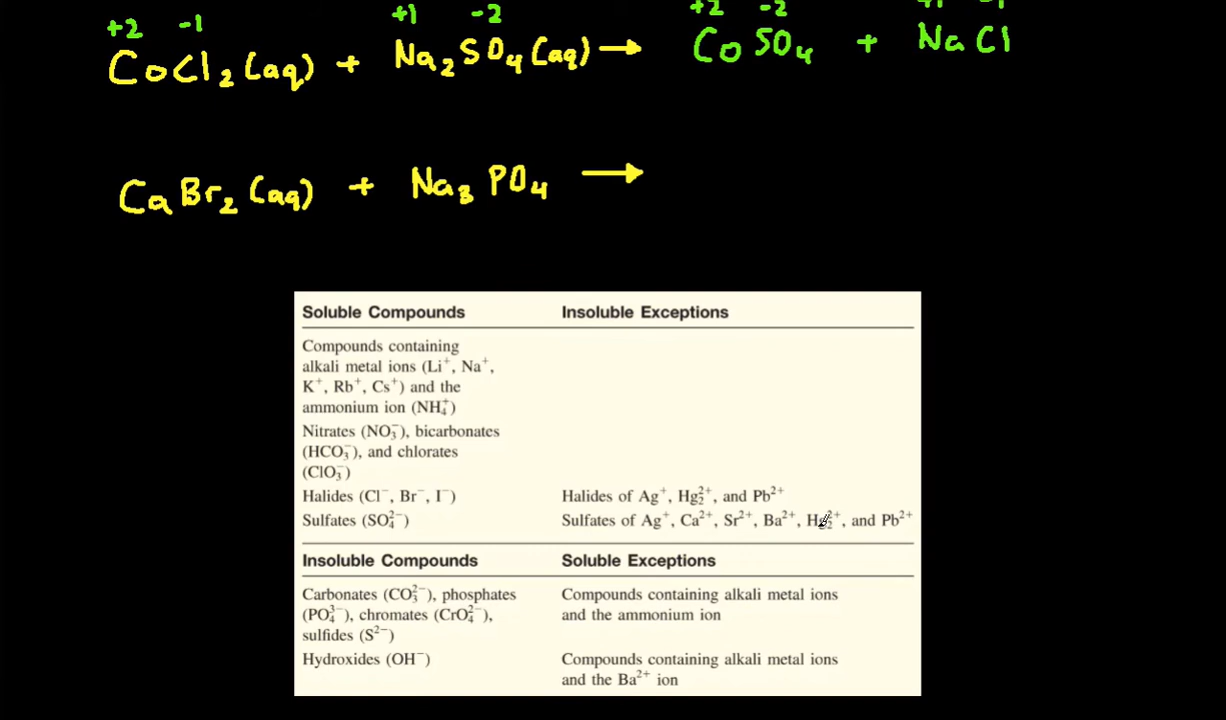 +2 -1 +1 -2 +2 -2
CoCl₂(aq) + Na₂SO₄(aq) → CoSO₄ + NaCl
CaBr₂(aq) + Na₃PO₄ →
Soluble Compounds Insoluble Exceptions
Compounds containing
alkali metal ions (Li⁺, Na⁺,
K⁺, Rb⁺, Cs⁺) and the
ammonium ion (NH₄⁺)
Nitrates (NO₃⁻), bicarbonates
(HCO₃⁻), and chlorates
(ClO₃⁻)
Halides (Cl⁻, Br⁻, I⁻) Halides of Ag⁺, Hg₂²⁺, and Pb²⁺
Sulfates (SO₄²⁻) Sulfates of Ag⁺, Ca²⁺, Sr²⁺, Ba²⁺, Hg₂²⁺, and Pb²⁺
Insoluble Compounds Soluble Exceptions
Carbonates (CO₃²⁻), phosphates Compounds containing alkali metal ions
(PO₄³⁻), chromates (CrO₄²⁻), and the ammonium ion
sulfides (S²⁻)
Hydroxides (OH⁻) Compounds containing alkali metal ions
and the Ba²⁺ ion